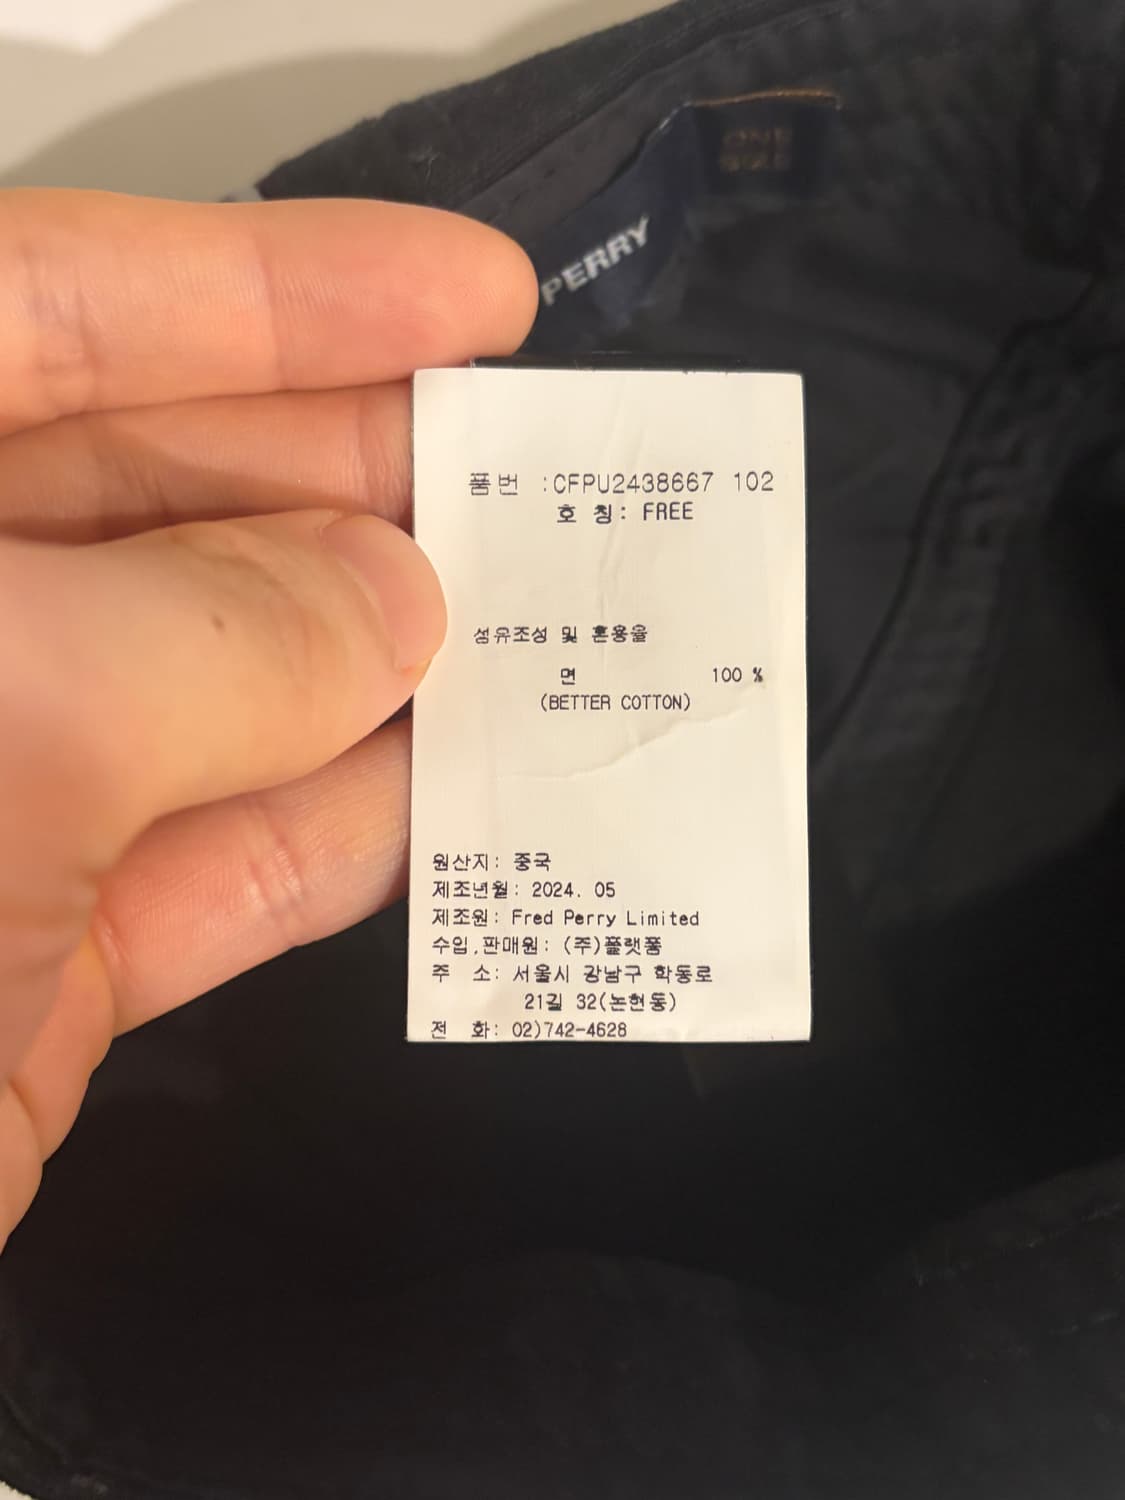 ONE
SIZE
PERRY
품번 :CFPU2438667 102
호 칭: FREE
섬유조성 및 혼용율
면 100 %
(BETTER COTTON)
원산지: 중국
제조년월: 2024. 05
제조원: Fred Perry Limited
수입,판매원: (주)플랫폼
주 소: 서울시 강남구 학동로
21길 32(논현동)
전 화: 02)742-4628